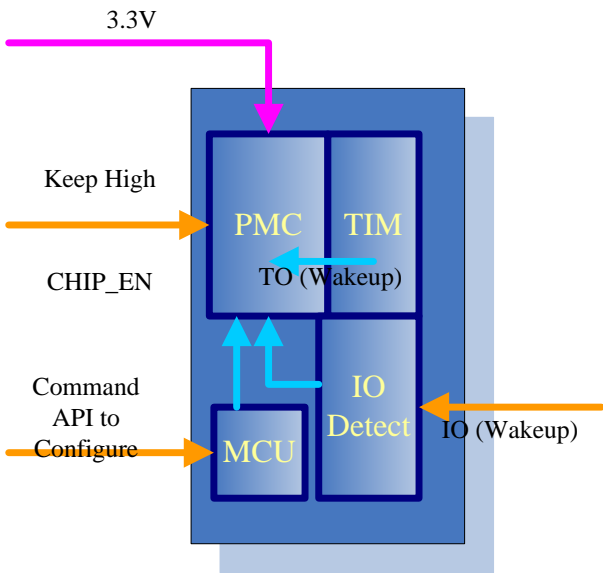 3.3V
Keep High
PMC
TIM
TO (Wakeup)
CHIP_EN
Command
API to
Configure
IO
Detect
IO (Wakeup)
MCU